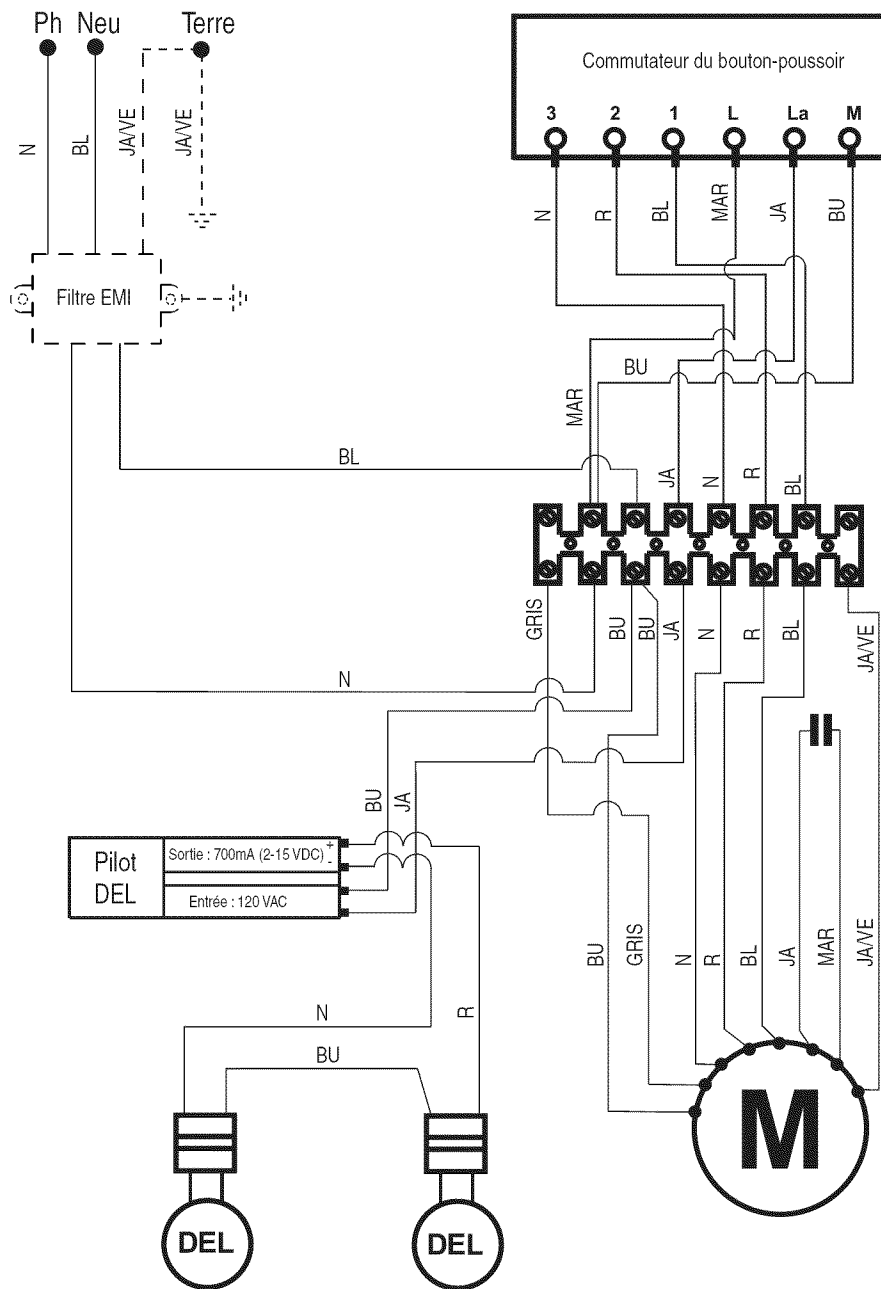 Ph Neu Terre
Commutateur du bouton-poussoir
3 2 1 L La M
N BL JA/VE JA/VE
N R BL MAR JA BU
Filtre EMI
BU
MAR
BL
JA N R BL
GRIS BU BU JA N R BL JA/VE
N
BU JA
Pilot
DEL
Sortie : 700mA (2-15 VDC)
+
-
Entrée : 120 VAC
BU GRIS N R BL JA MAR JA/VE
N
R
BU
M
DEL
DEL